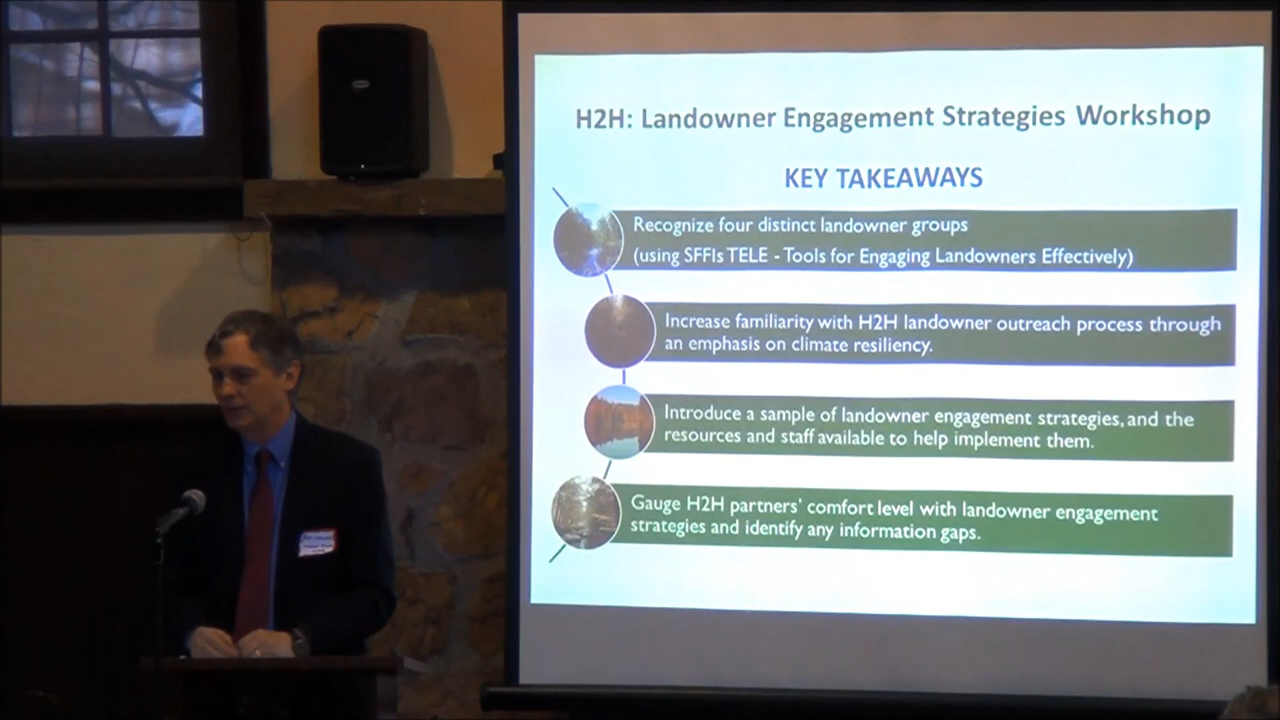 H2H: Landowner Engagement Strategies Workshop
KEY TAKEAWAYS
Recognize four distinct landowner groups
(using SFFIs TELE - Tools for Engaging Landowners Effectively)
Increase familiarity with H2H landowner outreach process through
an emphasis on climate resiliency.
Introduce a sample of landowner engagement strategies, and the
resources and staff available to help implement them.
Gauge H2H partners' comfort level with landowner engagement
strategies and identify any information gaps.